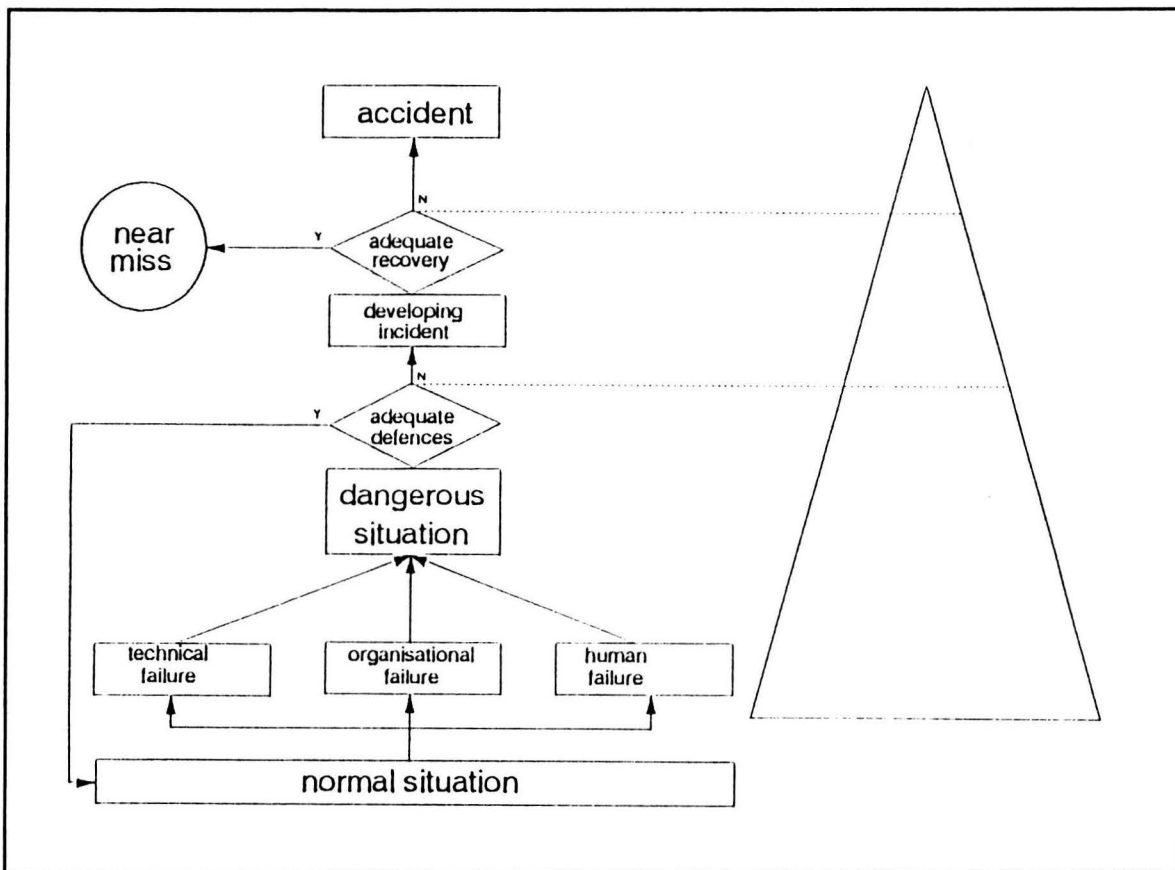 accident
N
near
miss
Y
adequate
recovery
developing
incident
N
Y
adequate
defences
dangerous
situation
technical
failure
organisational
failure
human
failure
normal situation